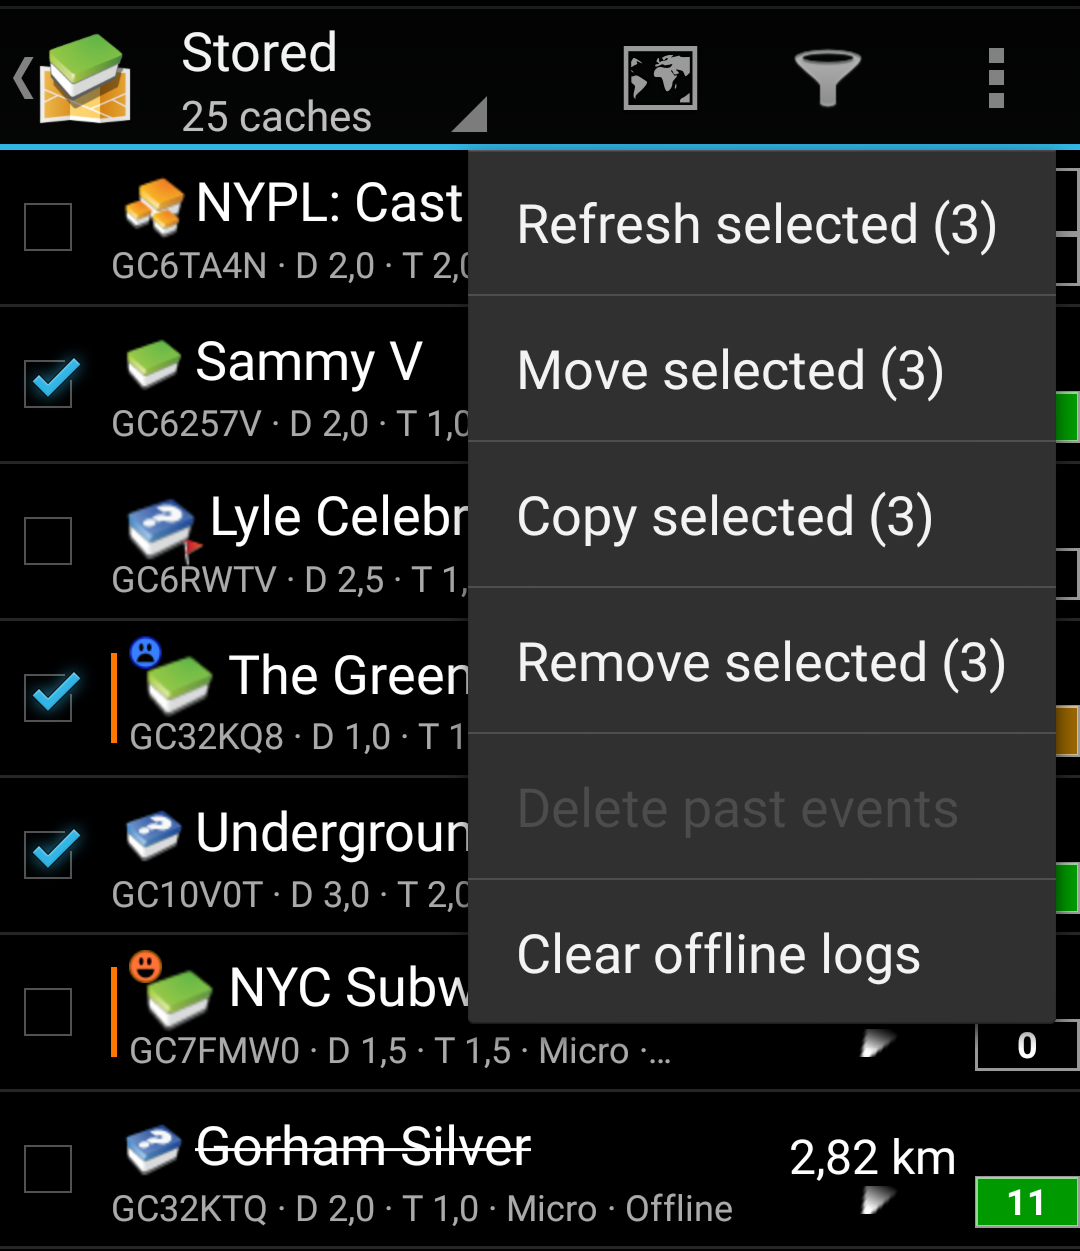 Stored
25 caches
NYPL: Cast
GC6TA4N · D 2,0 · T 2,0
Sammy V
GC6257V · D 2,0 · T 1,0
Lyle Celebr
GC6RWTV · D 2,5 · T 1,
The Green
GC32KQ8 · D 1,0 · T 1
Undergroun
GC10V0T · D 3,0 · T 2,0
NYC Subw
GC7FMW0 · D 1,5 · T 1,5 · Micro ·…
0
Gorham Silver
2,82 km
GC32KTQ · D 2,0 · T 1,0 · Micro · Offline
11
Refresh selected (3)
Move selected (3)
Copy selected (3)
Remove selected (3)
Delete past events
Clear offline logs